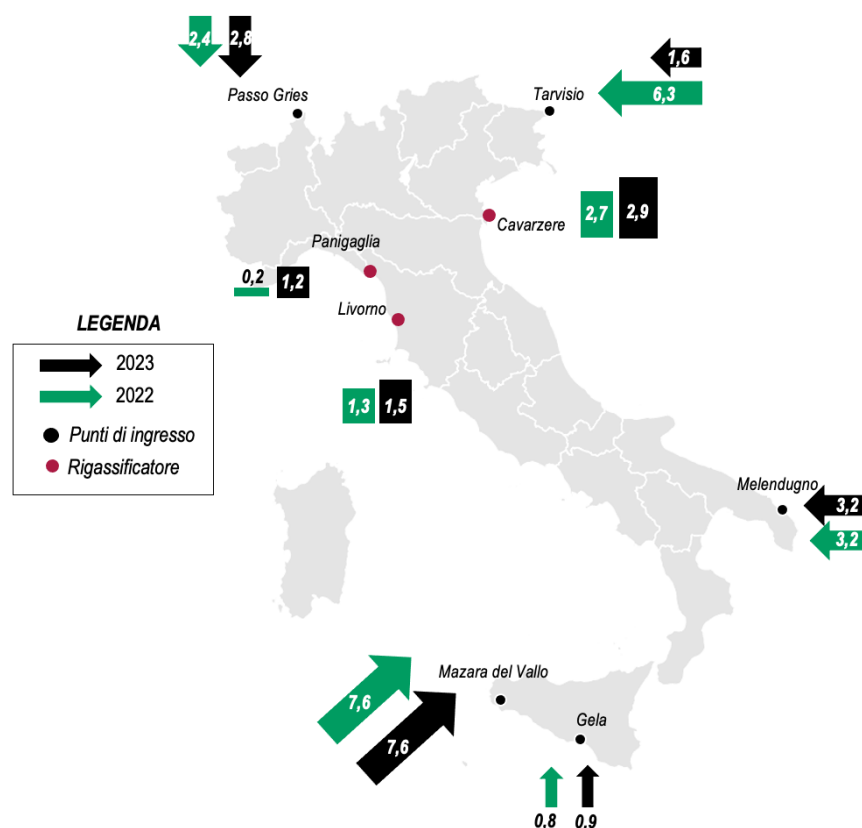 2,4
2,8
1,6
6,3
Passo Gries
Tarvisio
2,7
2,9
Cavarzere
Panigaglia
0,2
1,2
Livorno
LEGENDA
2023
2022
Punti di ingresso
Rigassificatore
1,3
1,5
Melendugno
3,2
3,2
Mazara del Vallo
7,6
7,6
Gela
0,8
0,9